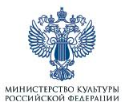 МИНИСТЕРСТВО КУЛЬТУРЫ
РОССИЙСКОЙ ФЕДЕРАЦИИ